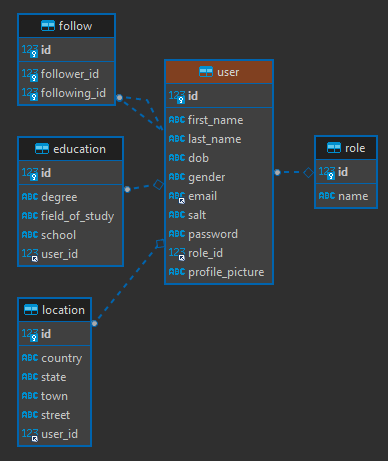 follow
123 id
123 follower_id
123 following_id
education
123 id
ABC degree
ABC field_of_study
ABC school
123 user_id
location
123 id
ABC country
ABC state
ABC town
ABC street
123 user_id
user
123 id
ABC first_name
ABC last_name
ABC dob
ABC gender
ABC email
ABC salt
ABC password
123 role_id
ABC profile_picture
role
123 id
ABC name